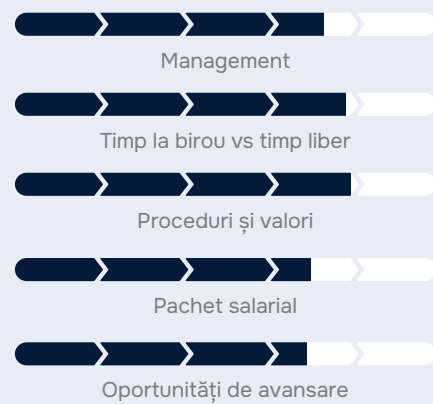 Management
Timp la birou vs timp liber
Proceduri și valori
Pachet salarial
Oportunități de avansare